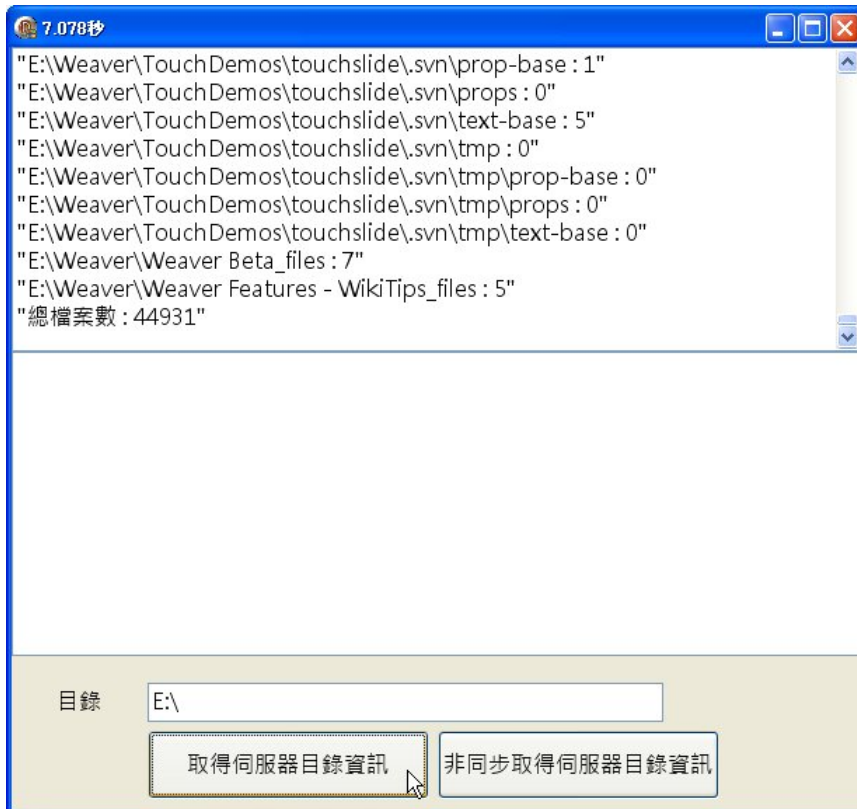 7.078秒
"E:\Weaver\TouchDemos\touchslide\.svn\prop-base : 1"
"E:\Weaver\TouchDemos\touchslide\.svn\props : 0"
"E:\Weaver\TouchDemos\touchslide\.svn\text-base : 5"
"E:\Weaver\TouchDemos\touchslide\.svn\tmp : 0"
"E:\Weaver\TouchDemos\touchslide\.svn\tmp\prop-base : 0"
"E:\Weaver\TouchDemos\touchslide\.svn\tmp\props : 0"
"E:\Weaver\TouchDemos\touchslide\.svn\tmp\text-base : 0"
"E:\Weaver\Weaver Beta_files : 7"
"E:\Weaver\Weaver Features - WikiTips_files : 5"
"總檔案數 : 44931"
目錄 E:\
取得伺服器目錄資訊 非同步取得伺服器目錄資訊